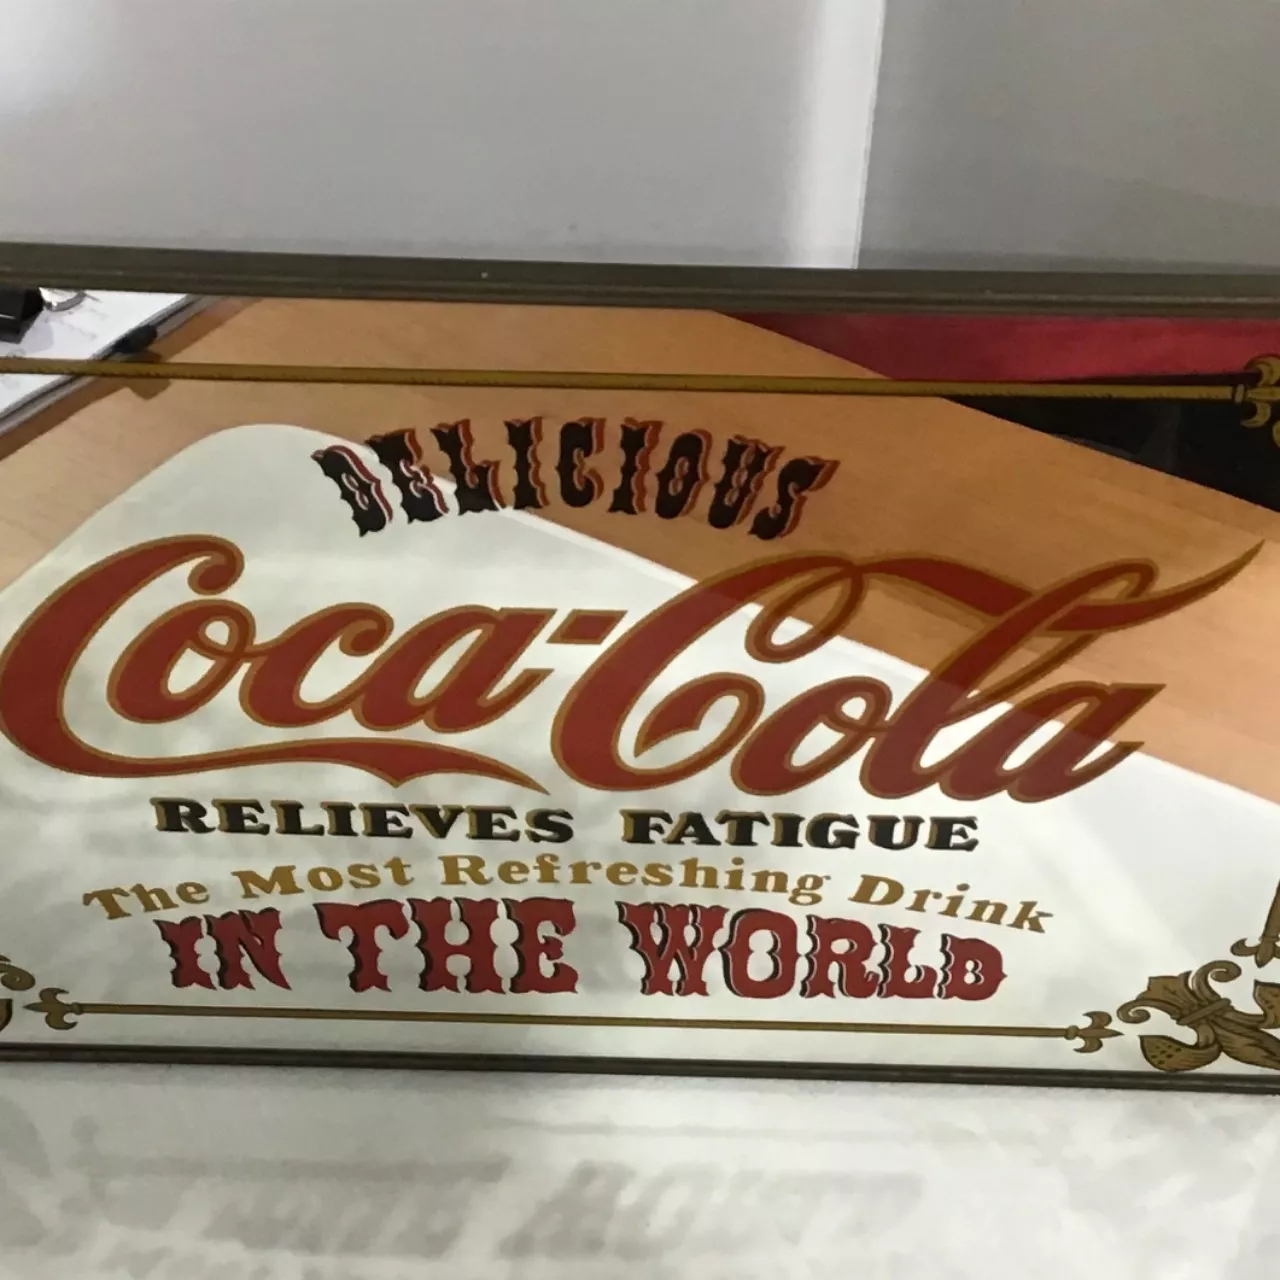 DELICIOUS
Coca-Cola
RELIEVES FATIGUE
The Most Refreshing Drink
IN THE WORLD